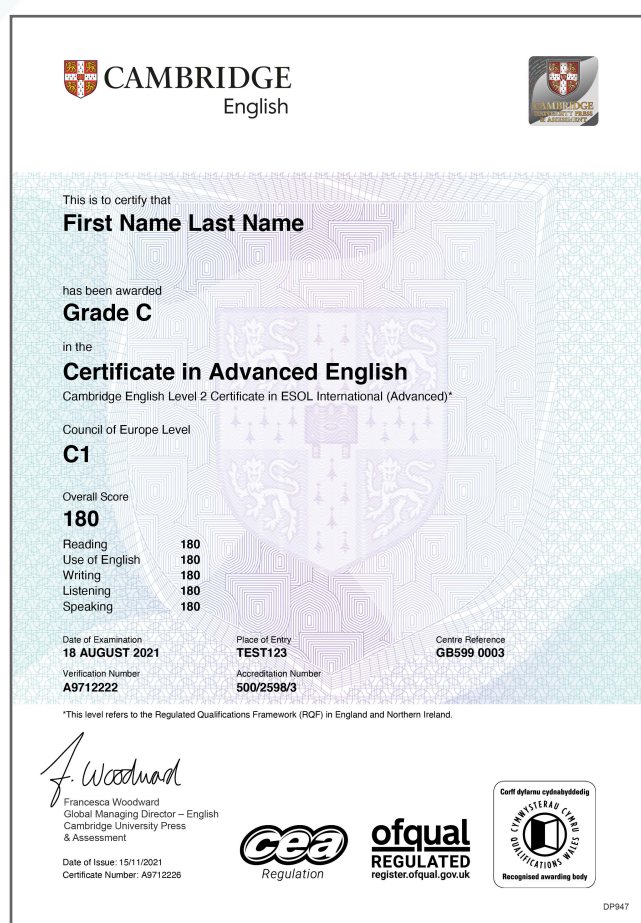 CAMBRIDGE
English
CAMBRIDGE
UNIVERSITY PRESS
& ASSESSMENT
This is to certify that
First Name Last Name
has been awarded
Grade C
in the
Certificate in Advanced English
Cambridge English Level 2 Certificate in ESOL International (Advanced)*
Council of Europe Level
C1
Overall Score
180
Reading 180
Use of English 180
Writing 180
Listening 180
Speaking 180
Date of Examination Place of Entry Centre Reference
18 AUGUST 2021 TEST123 GB599 0003
Verification Number Accreditation Number
A9712222 500/2598/3
*This level refers to the Regulated Qualifications Framework (RQF) in England and Northern Ireland.
F. Woodward
Francesca Woodward
Global Managing Director – English
Cambridge University Press
& Assessment
Date of Issue: 15/11/2021
Certificate Number: A9712226
cea
Regulation
ofqual
REGULATED
register.ofqual.gov.uk
Corff dyfarnu cydnabyddedig
CYMWYSTERAU CYMRU
QUALIFICATIONS WALES
Recognised awarding body
DP947